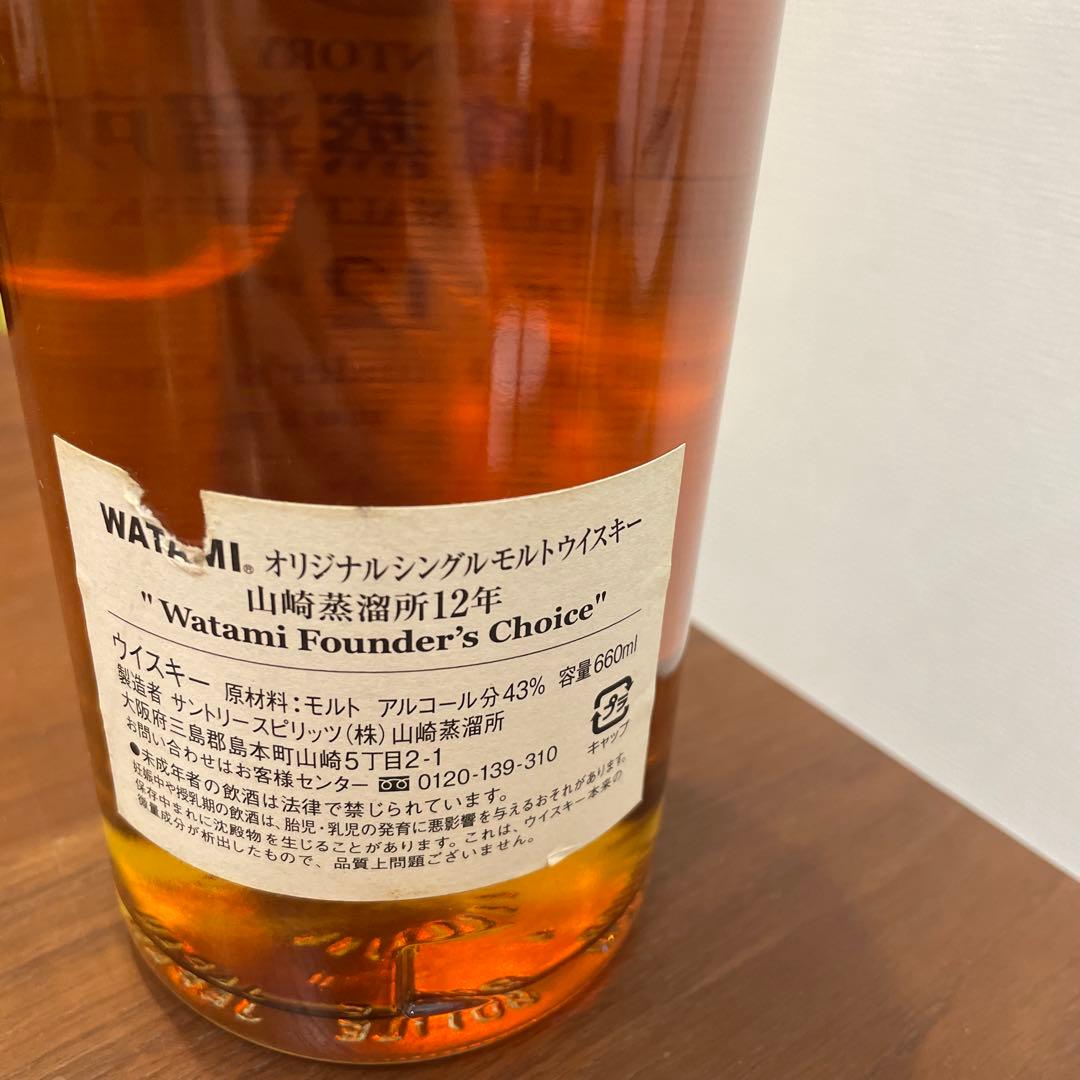 WATAMI® オリジナルシングルモルトウイスキー
山崎蒸溜所12年
"Watami Founder's Choice"
ウイスキー 原材料：モルト アルコール分43% 容量660ml
製造者 サントリースピリッツ（株）山崎蒸溜所
大阪府三島郡島本町山崎5丁目2-1
お問い合わせはお客様センター 0120-139-310
プラ
キャップ
●未成年者の飲酒は法律で禁じられています。
妊娠中や授乳期の飲酒は、胎児・乳児の発育に悪影響を与えるおそれがあります。
保存中まれに沈殿物を生じることがあります。これは、ウイスキー本来の
微量成分が析出したもので、品質上問題ございません。